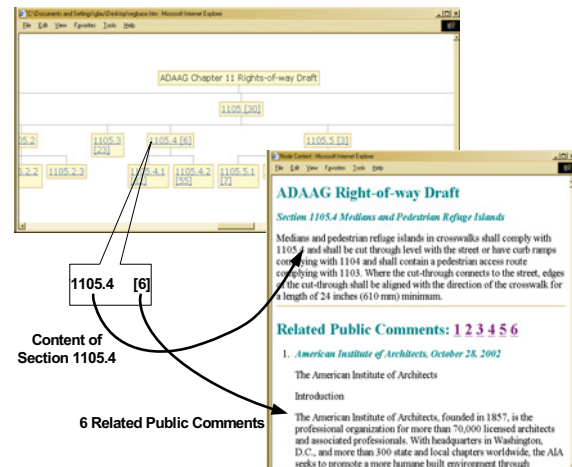 C:\Documents and Settings\glau\Desktop\vegbase.htm - Microsoft Internet Explorer
File Edit View Favorites Tools Help
ADAAG Chapter 11 Rights-of-way Draft
1105 [30]
1105.3 [23]
1105.4 [6]
1105.5 [3]
1105.2.3
1105.4.1
1105.4.2 [55]
1105.5.1 [7]
Node Content - Microsoft Internet Explorer
File Edit View Favorites Tools Help
ADAAG Right-of-way Draft
Section 1105.4 Medians and Pedestrian Refuge Islands
Medians and pedestrian refuge islands in crosswalks shall comply with
1105.4 and shall be cut through level with the street or have curb ramps
complying with 1104 and shall contain a pedestrian access route
complying with 1103. Where the cut-through connects to the street, edges
of the cut-through shall be aligned with the direction of the crosswalk for
a length of 24 inches (610 mm) minimum.
1105.4 [6]
Content of
Section 1105.4
Related Public Comments: 1 2 3 4 5 6
1. American Institute of Architects, October 28, 2002
The American Institute of Architects
Introduction
6 Related Public Comments
The American Institute of Architects, founded in 1857, is the
professional organization for more than 70,000 licensed architects
and associated professionals. With headquarters in Washington,
D.C., and more than 300 state and local chapters worldwide, the AIA
seeks to promote a more humane built environment through